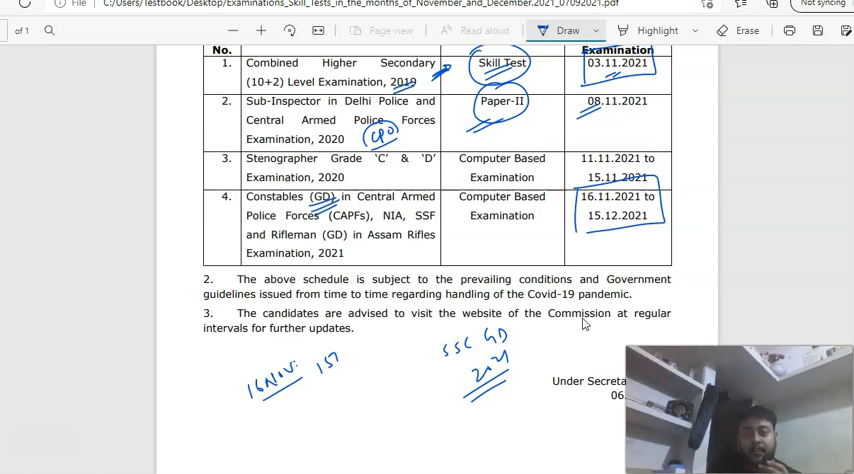 File
C:/Users/Testbook/Desktop/Examinations_Skill_Tests_in_the_months_of_November_and_December.2021_07092021.pdf
Not syncing
of 1
Page view
Read aloud
Draw
Highlight
Erase
No.
Examination
1.
Combined Higher Secondary
(10+2) Level Examination, 2019
Skill Test
03.11.2021
2.
Sub-Inspector in Delhi Police and
Central Armed Police Forces
Examination, 2020
CPO
Paper-II
08.11.2021
3.
Stenographer Grade 'C' & 'D'
Examination, 2020
Computer Based
Examination
11.11.2021 to
15.11.2021
4.
Constables (GD) in Central Armed
Police Forces (CAPFs), NIA, SSF
and Rifleman (GD) in Assam Rifles
Examination, 2021
Computer Based
Examination
16.11.2021 to
15.12.2021
2. The above schedule is subject to the prevailing conditions and Government
guidelines issued from time to time regarding handling of the Covid-19 pandemic.
3. The candidates are advised to visit the website of the Commission at regular
intervals for further updates.
16 Nov: 1st
SSC GD
2021
Under Secreta
06.